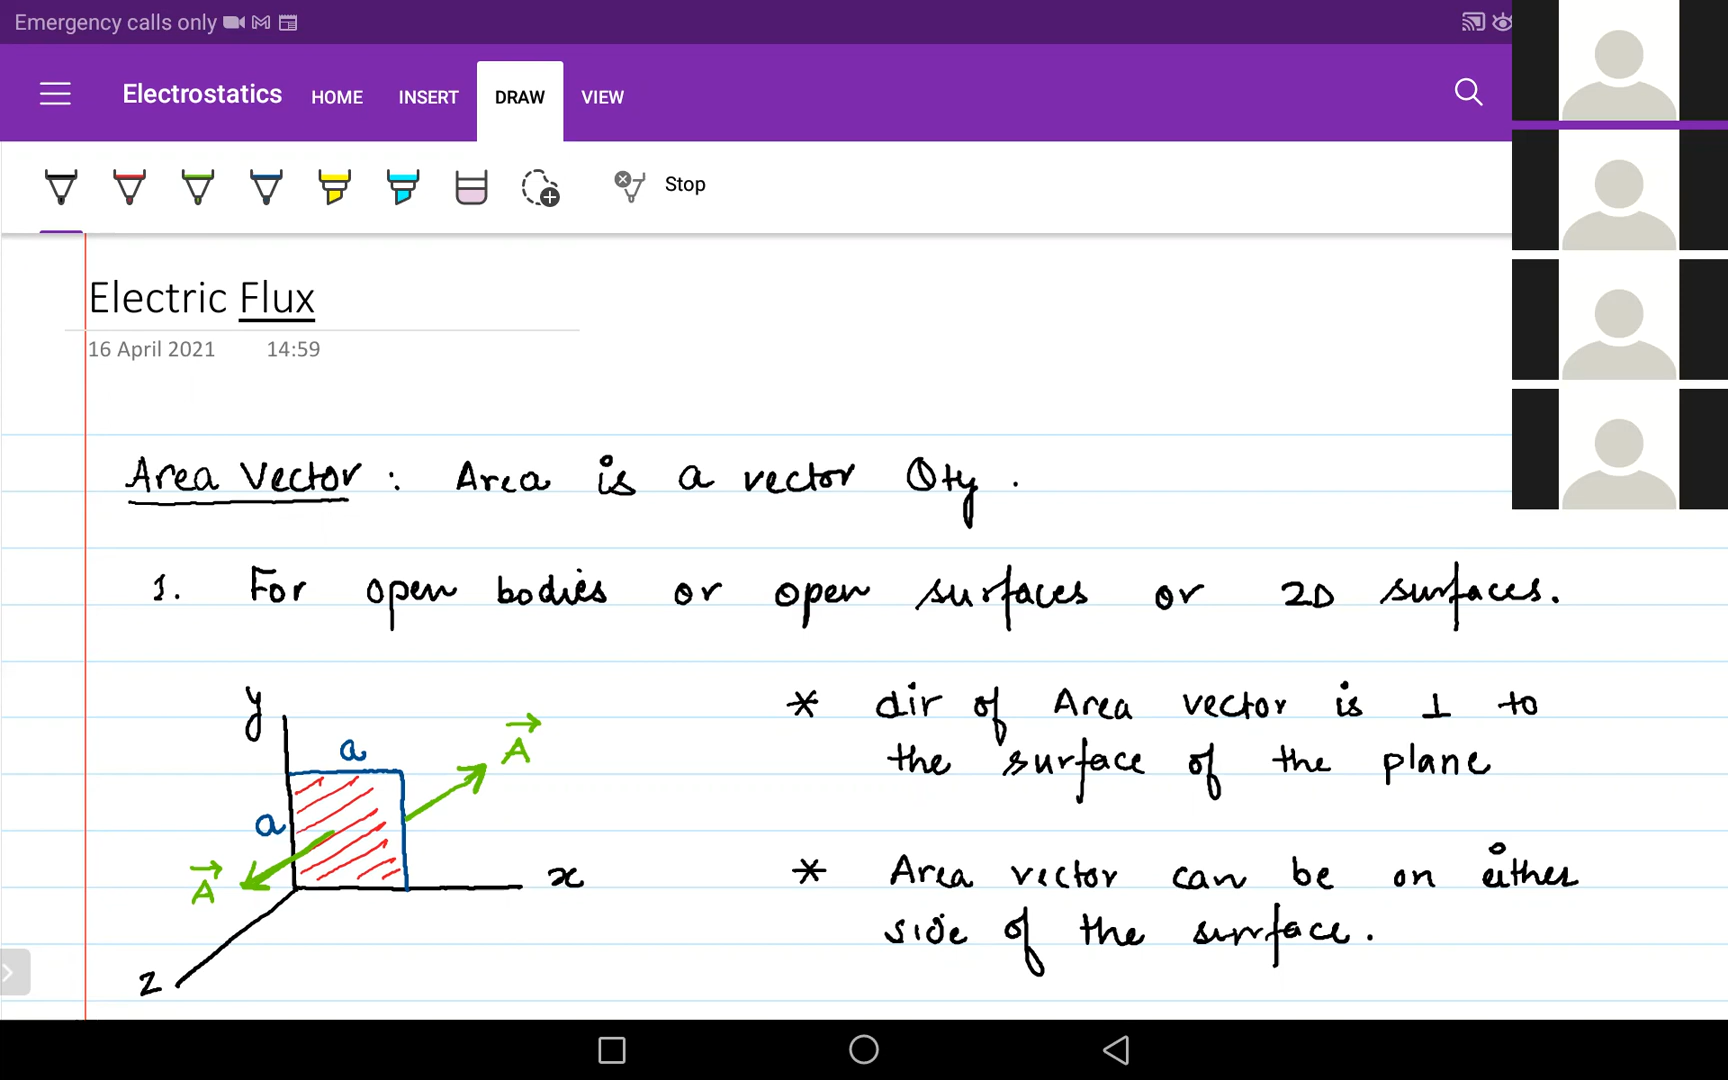 Emergency calls only
Electrostatics HOME INSERT DRAW VIEW
Stop
Electric Flux
16 April 2021 14:59
Area Vector : Area is a vector Qty.
1. For open bodies or open surfaces or 2D surfaces.
y
a
A
* dir of Area vector is ⊥ to
the surface of the plane
a
A
x
* Area vector can be on either
side of the surface.
z